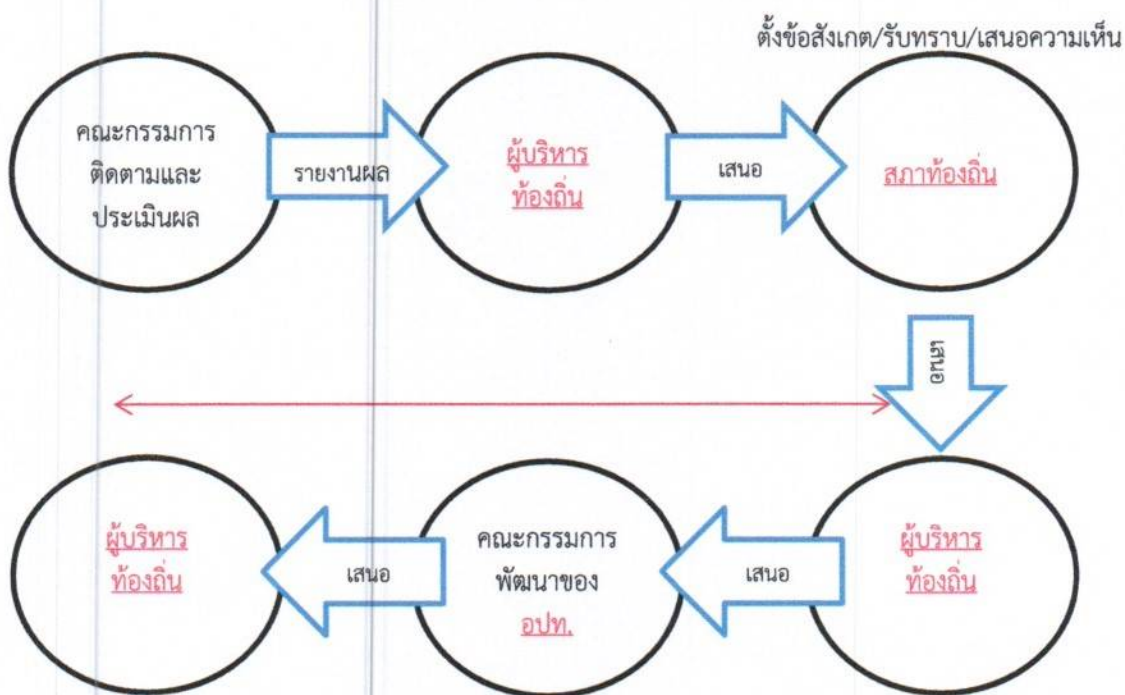 ตั้งข้อสังเกต/รับทราบ/เสนอความเห็น
คณะกรรมการ
ติดตามและ
ประเมินผล
รายงานผล
ผู้บริหาร
ท้องถิ่น
เสนอ
สภาท้องถิ่น
เสนอ
ผู้บริหาร
ท้องถิ่น
เสนอ
คณะกรรมการ
พัฒนาของ
อปท.
เสนอ
ผู้บริหาร
ท้องถิ่น